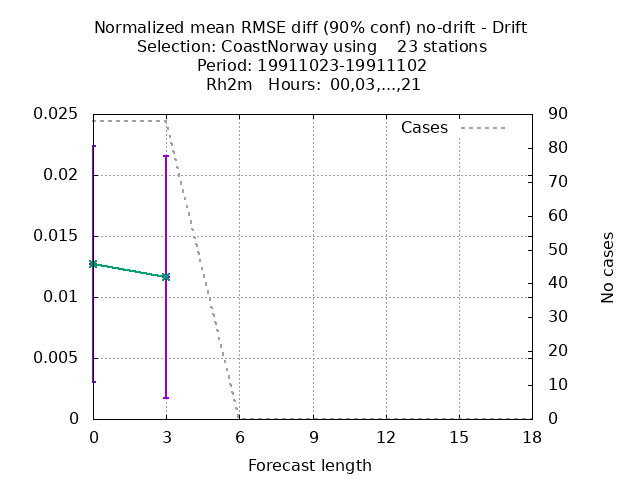 Normalized mean RMSE diff (90% conf) no-drift - Drift
Selection: CoastNorway using    23 stations
Period: 19911023-19911102
Rh2m   Hours:  00,03,...,21
Cases
0.025
0.02
0.015
0.01
0.005
0
90
80
70
60
50
40
30
20
10
0
No cases
0 3 6 9 12 15 18
Forecast length